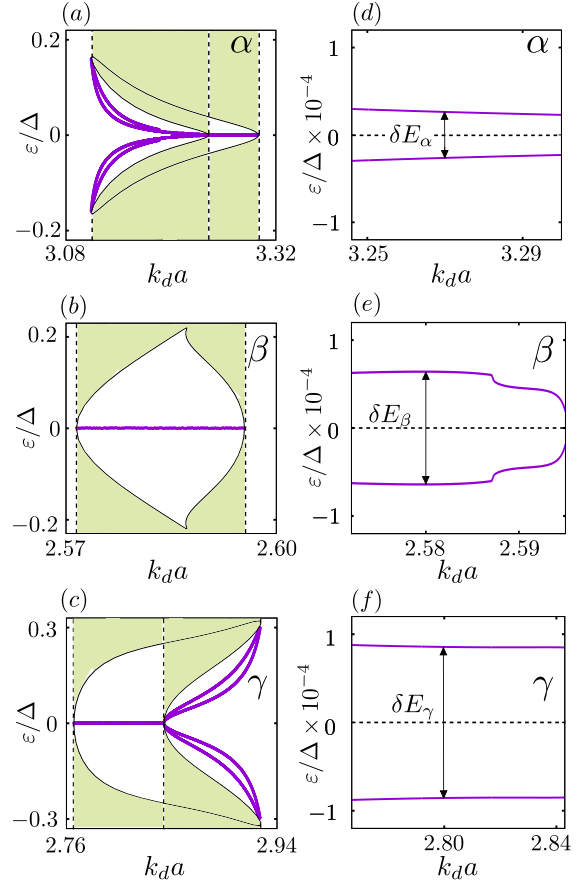 (a)
0.2
α
ε/Δ
0
−0.2
3.08
3.32
k_d a
(d)
1
α
ε/Δ × 10⁻⁴
0
δE_α
−1
3.25
3.29
k_d a
(b)
0.2
β
ε/Δ
0
−0.2
2.57
2.60
k_d a
(e)
1
β
ε/Δ × 10⁻⁴
0
δE_β
−1
2.58
2.59
k_d a
(c)
0.3
γ
ε/Δ
0
−0.3
2.76
2.94
k_d a
(f)
1
γ
ε/Δ × 10⁻⁴
0
δE_γ
−1
2.80
2.84
k_d a